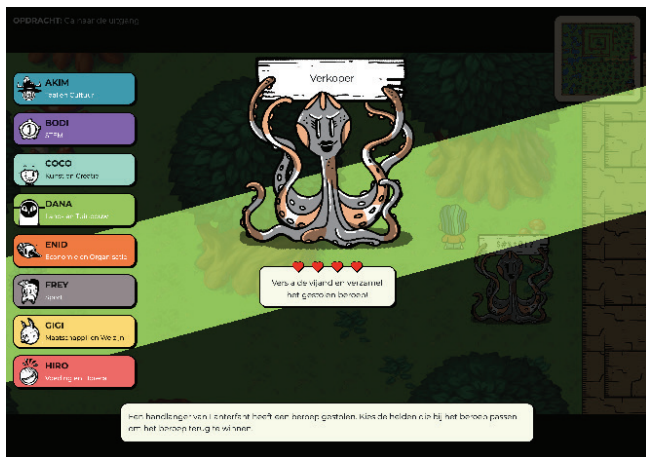 OPDRACHT: Ga naar de uitgang
AKIM
Taal en Cultuur
BODI
STEM
COCO
Kunst en Creatie
DANA
Land- en Tuinbouw
ENID
Economie en Organisatie
FREY
Sport
GIGI
Maatschappij en Welzijn
HIRO
Voeding en Horeca
Verkoper
Versla de vijand en verzamel
het gestolen beroep!
Een handlanger van Lanterfant heeft een beroep gestolen. Kies de helden die bij het beroep passen
om het beroep terug te winnen.